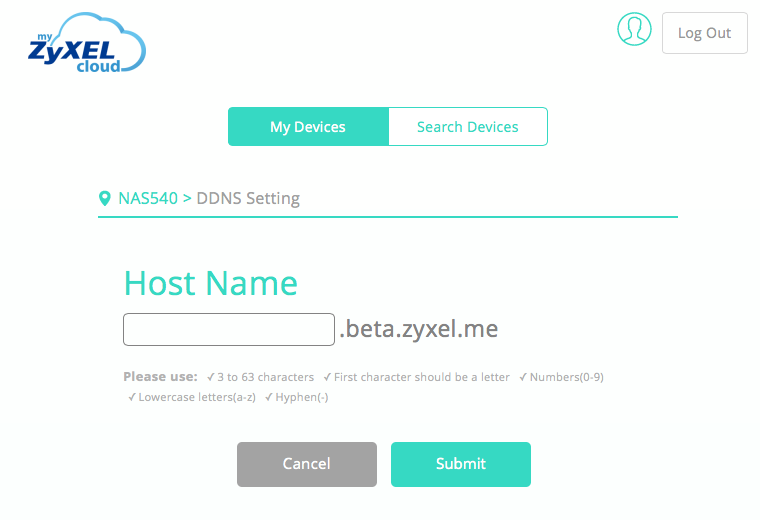 my
ZyXEL
cloud
Log Out
My Devices
Search Devices
NAS540 > DDNS Setting
Host Name
.beta.zyxel.me
Please use: ✓ 3 to 63 characters ✓ First character should be a letter ✓ Numbers(0-9)
✓ Lowercase letters(a-z) ✓ Hyphen(-)
Cancel
Submit